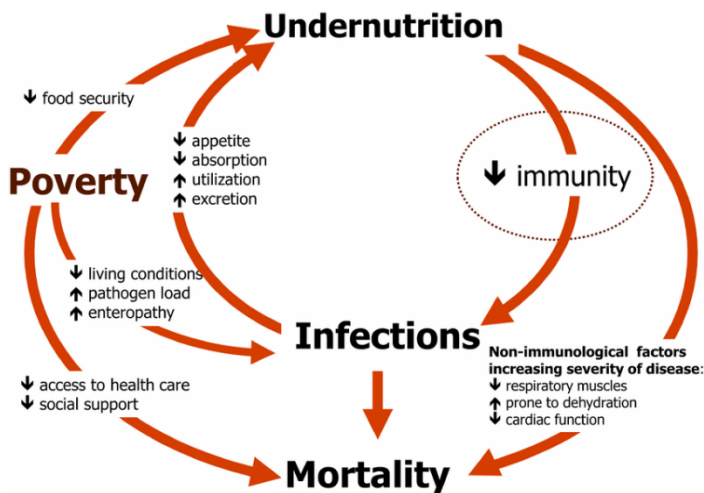 Undernutrition
↓ food security
↓ appetite
↓ absorption
↑ utilization
↑ excretion
Poverty
↓ immunity
↓ living conditions
↑ pathogen load
↑ enteropathy
Infections
Non-immunological factors
increasing severity of disease:
↓ respiratory muscles
↑ prone to dehydration
↓ cardiac function
↓ access to health care
↓ social support
Mortality